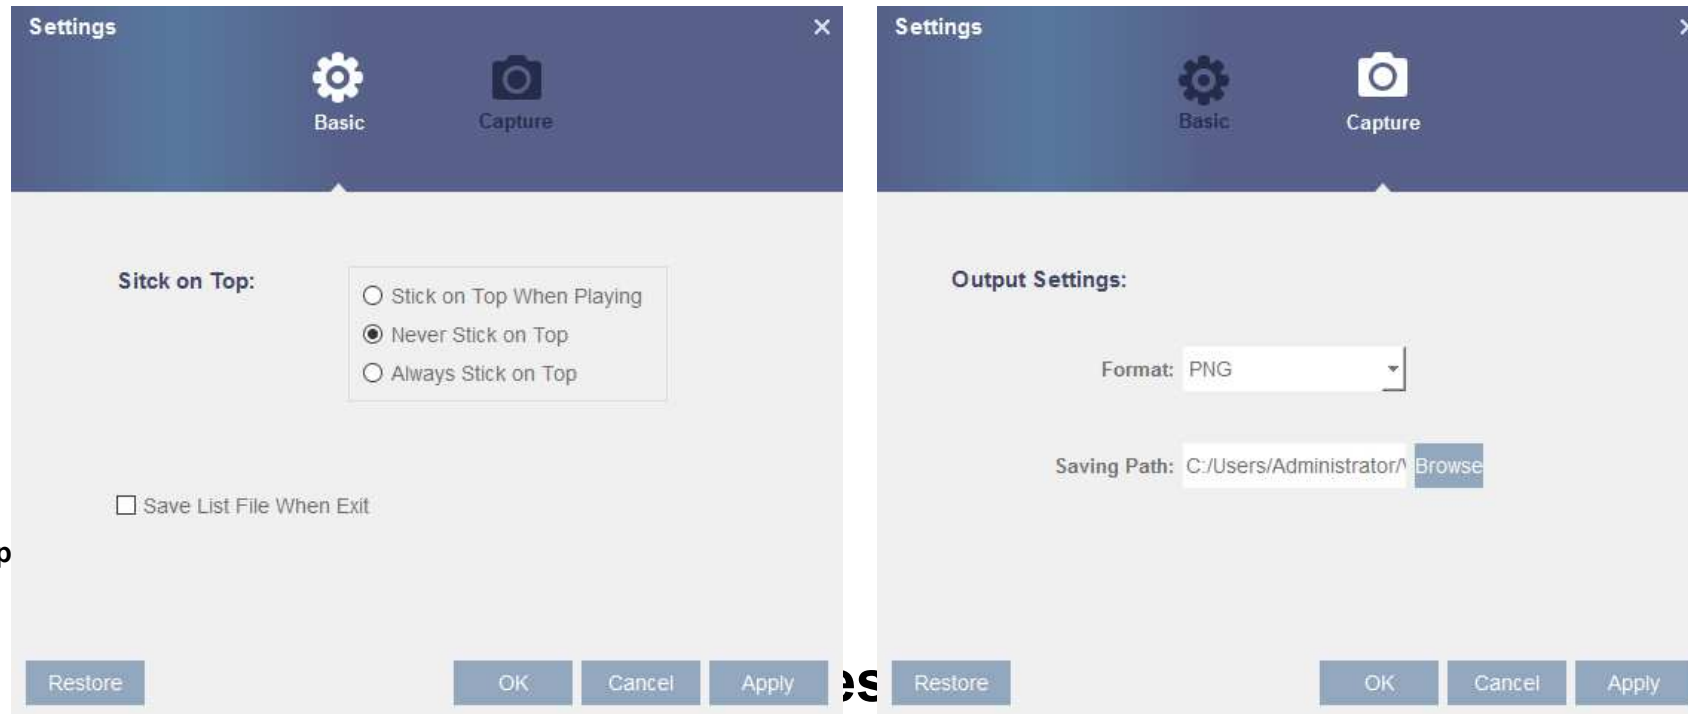 Settings
Basic
Capture
Sitck on Top:
Stick on Top When Playing
Never Stick on Top
Always Stick on Top
Save List File When Exit
p
Restore
OK
Cancel
Apply
es
Settings
Basic
Capture
Output Settings:
Format: PNG
Saving Path: C:/Users/Administrator/ Browse
Restore
OK
Cancel
Apply